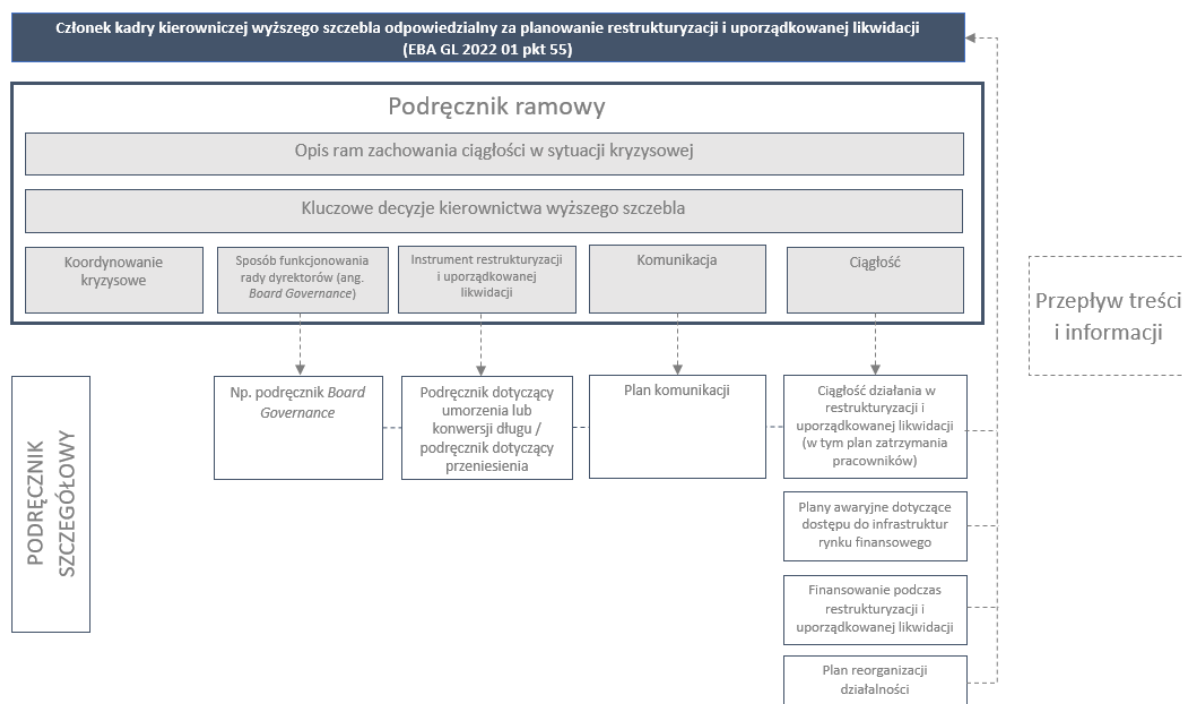 Członek kadry kierowniczej wyższego szczebla odpowiedzialny za planowanie restrukturyzacji i uporządkowanej likwidacji
(EBA GL 2022 01 pkt 55)
Podręcznik ramowy
Opis ram zachowania ciągłości w sytuacji kryzysowej
Kluczowe decyzje kierownictwa wyższego szczebla
Koordynowanie
kryzysowe
Sposób funkcjonowania
rady dyrektorów (ang.
Board Governance)
Instrument restrukturyzacji
i uporządkowanej
likwidacji
Komunikacja
Ciągłość
Przepływ treści
i informacji
PODRĘCZNIK
SZCZEGÓŁOWY
Np. podręcznik Board
Governance
Podręcznik dotyczący
umorzenia lub
konwersji długu /
podręcznik dotyczący
przeniesienia
Plan komunikacji
Ciągłość działania w
restrukturyzacji i
uporządkowanej likwidacji
(w tym plan zatrzymania
pracowników)
Plany awaryjne dotyczące
dostępu do infrastruktur
rynku finansowego
Finansowanie podczas
restrukturyzacji i
uporządkowanej likwidacji
Plan reorganizacji
działalności